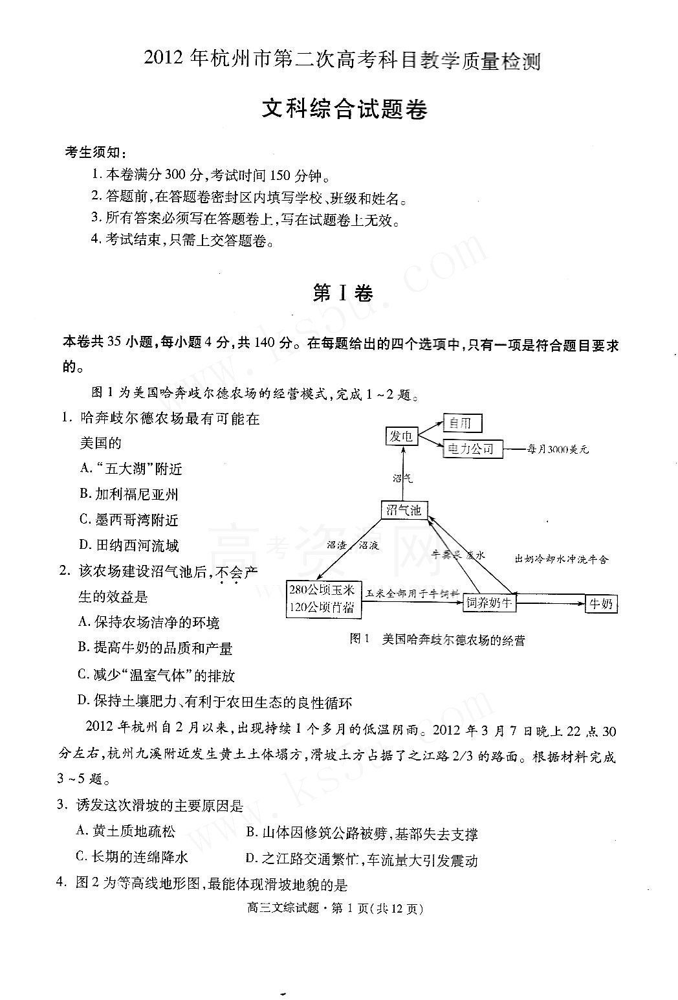 2012年杭州市第二次高考科目教学质量检测
文科综合试题卷
考生须知：
1.本卷满分300分，考试时间150分钟。
2.答题前，在答题卷密封区内填写学校、班级和姓名。
3.所有答案必须写在答题卷上，写在试题卷上无效。
4.考试结束，只需上交答题卷。
第Ⅰ卷
本卷共35小题，每小题4分，共140分。在每题给出的四个选项中，只有一项是符合题目要求
的。
图1为美国哈奔歧尔德农场的经营模式，完成1~2题。
1. 哈奔歧尔德农场最有可能在
美国的
A.“五大湖”附近
B.加利福尼亚州
C.墨西哥湾附近
D.田纳西河流域
2. 该农场建设沼气池后，不会产
生的效益是
A.保持农场洁净的环境
B.提高牛奶的品质和产量
C.减少“温室气体”的排放
D.保持土壤肥力、有利于农田生态的良性循环
自用
发电
电力公司
每月3000美元
沼气
沼气池
沼渣 沼液
牛粪尿 废水
出奶冷却水冲洗牛舍
280公顷玉米
120公顷苜蓿
玉米全部用于牛饲料
饲养奶牛
牛奶
图1 美国哈奔歧尔德农场的经营
2012年杭州自2月以来，出现持续1个多月的低温阴雨。2012年3月7日晚上22点30
分左右，杭州九溪附近发生黄土土体塌方，滑坡土方占据了之江路2/3的路面。根据材料完成
3~5题。
3. 诱发这次滑坡的主要原因是
A.黄土质地疏松 B.山体因修筑公路被劈，基部失去支撑
C.长期的连绵降水 D.之江路交通繁忙，车流量大引发震动
4. 图2为等高线地形图，最能体现滑坡地貌的是
高三文综试题·第1页（共12页）
www.ks5u.com
高考资源网
www.ks5u.com